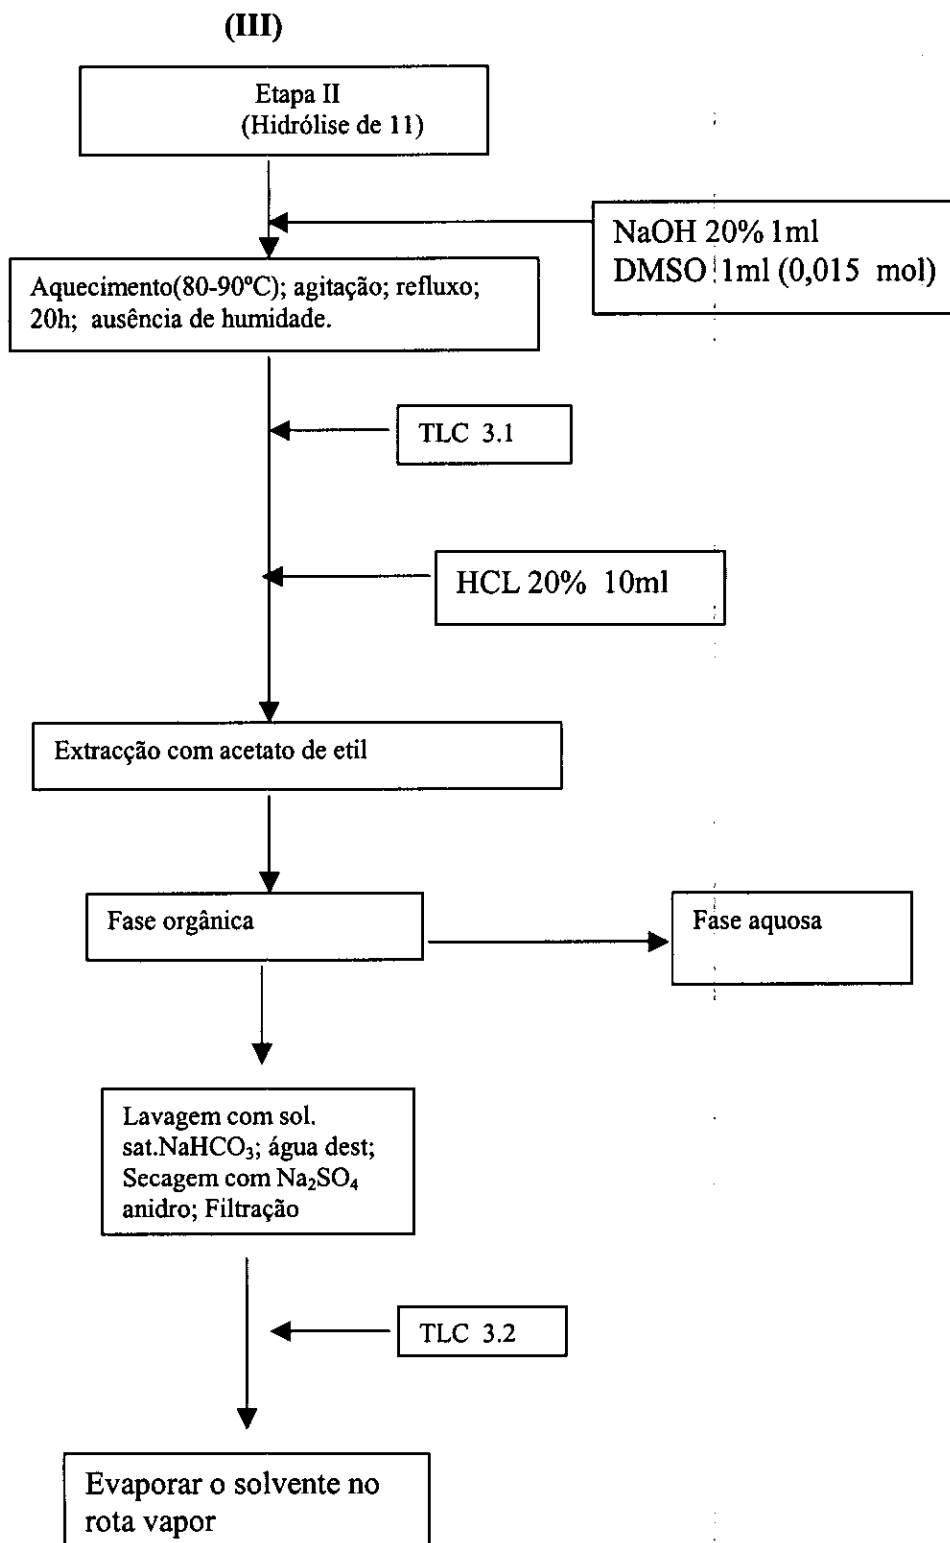 (III)
Etapa II
(Hidrólise de 11)
NaOH 20% 1ml
DMSO 1ml (0,015 mol)
Aquecimento(80-90ºC); agitação; refluxo;
20h; ausência de humidade.
TLC 3.1
HCL 20% 10ml
Extracção com acetato de etil
Fase orgânica
Fase aquosa
Lavagem com sol.
sat.NaHCO₃; água dest;
Secagem com Na₂SO₄
anidro; Filtração
TLC 3.2
Evaporar o solvente no
rota vapor